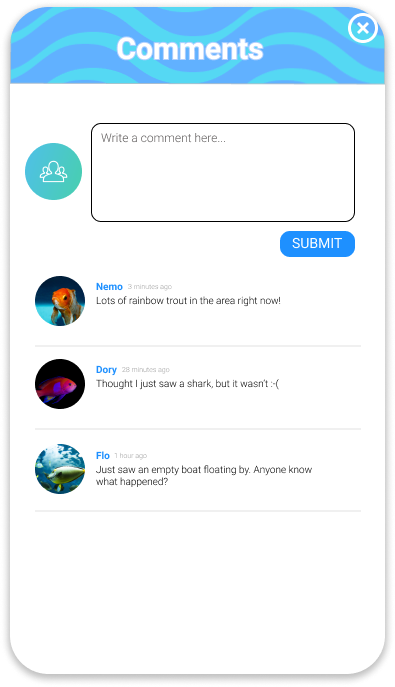 Comments
Write a comment here...
SUBMIT
Nemo 3 minutes ago
Lots of rainbow trout in the area right now!
Dory 28 minutes ago
Thought I just saw a shark, but it wasn't :-(
Flo 1 hour ago
Just saw an empty boat floating by. Anyone know
what happened?